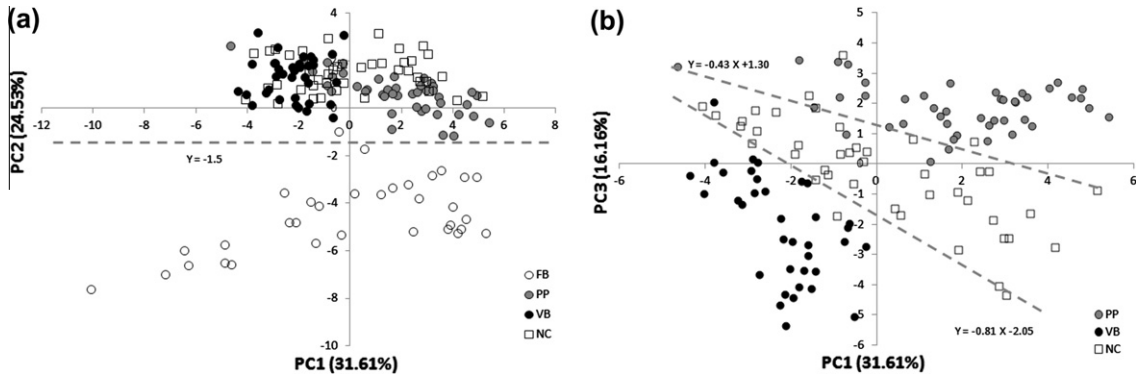 (a)
4
2
0
-12 -10 -8 -6 -4 -2 0 2 4 6 8
-2
-4
-6
-8
-10
PC2 (24.53%)
Y= -1.5
FB
PP
VB
NC
PC1 (31.61%)
(b)
5
4
3
2
1
0
-6 -4 -2 0 2 4 6
-1
-2
-3
-4
-5
-6
PC3 (16.16%)
Y= -0.43 X +1.30
Y= -0.81 X -2.05
PP
VB
NC
PC1 (31.61%)